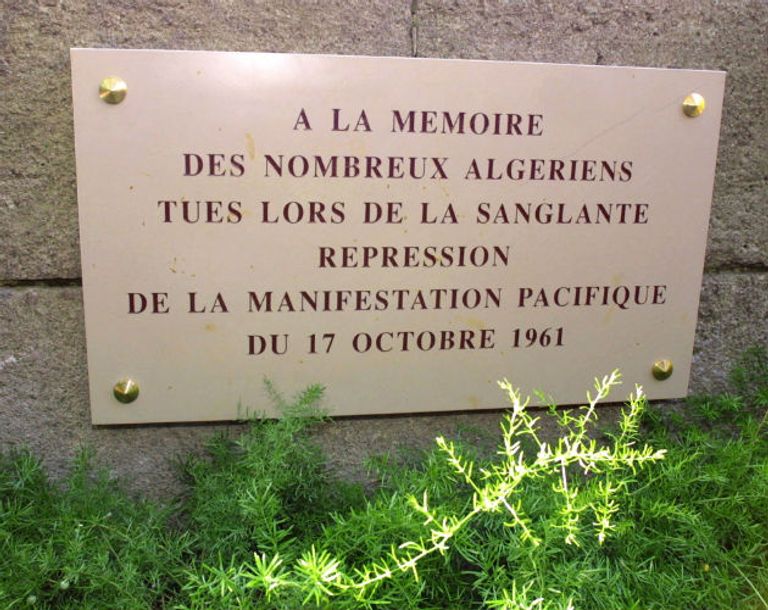 A LA MEMOIRE
DES NOMBREUX ALGERIENS
TUES LORS DE LA SANGLANTE
REPRESSION
DE LA MANIFESTATION PACIFIQUE
DU 17 OCTOBRE 1961